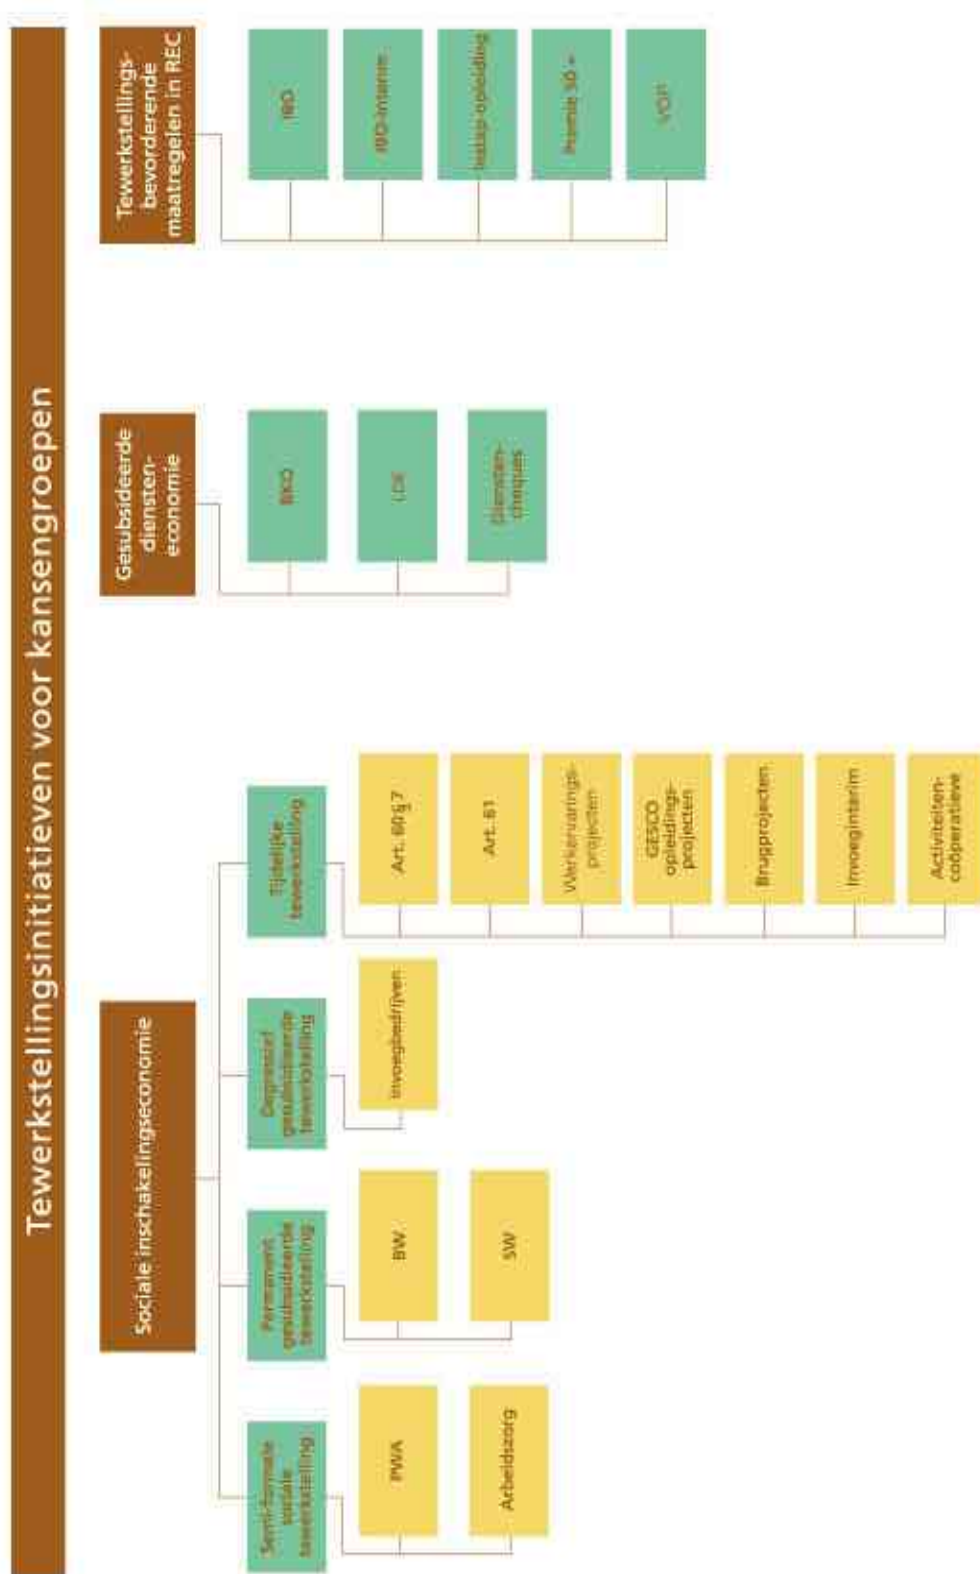 Tewerkstellingsinitiatieven voor kansengroepen
Sociale inschakelingseconomie
Semi-formele
sociale
tewerkstelling
PWA
Arbeidszorg
Permanent
gesubsidieerde
tewerkstelling
BW
SW
Degressief
gesubsidieerde
tewerkstelling
Invoegbedrijven
Tijdelijke
tewerkstelling
Art. 60 § 7
Art. 61
Werkervarings-
projecten
GESCO
opleidings-
projecten
Brugprojecten
Invoeginterim
Activiteiten-
coöperatieve
Gesubsidieerde
diensten-
economie
BKO
LDE
Diensten-
cheques
Tewerkstellings-
bevorderende
maatregelen in REC
IBO
IBO-interim
Instap-opleiding
Premie 50 +